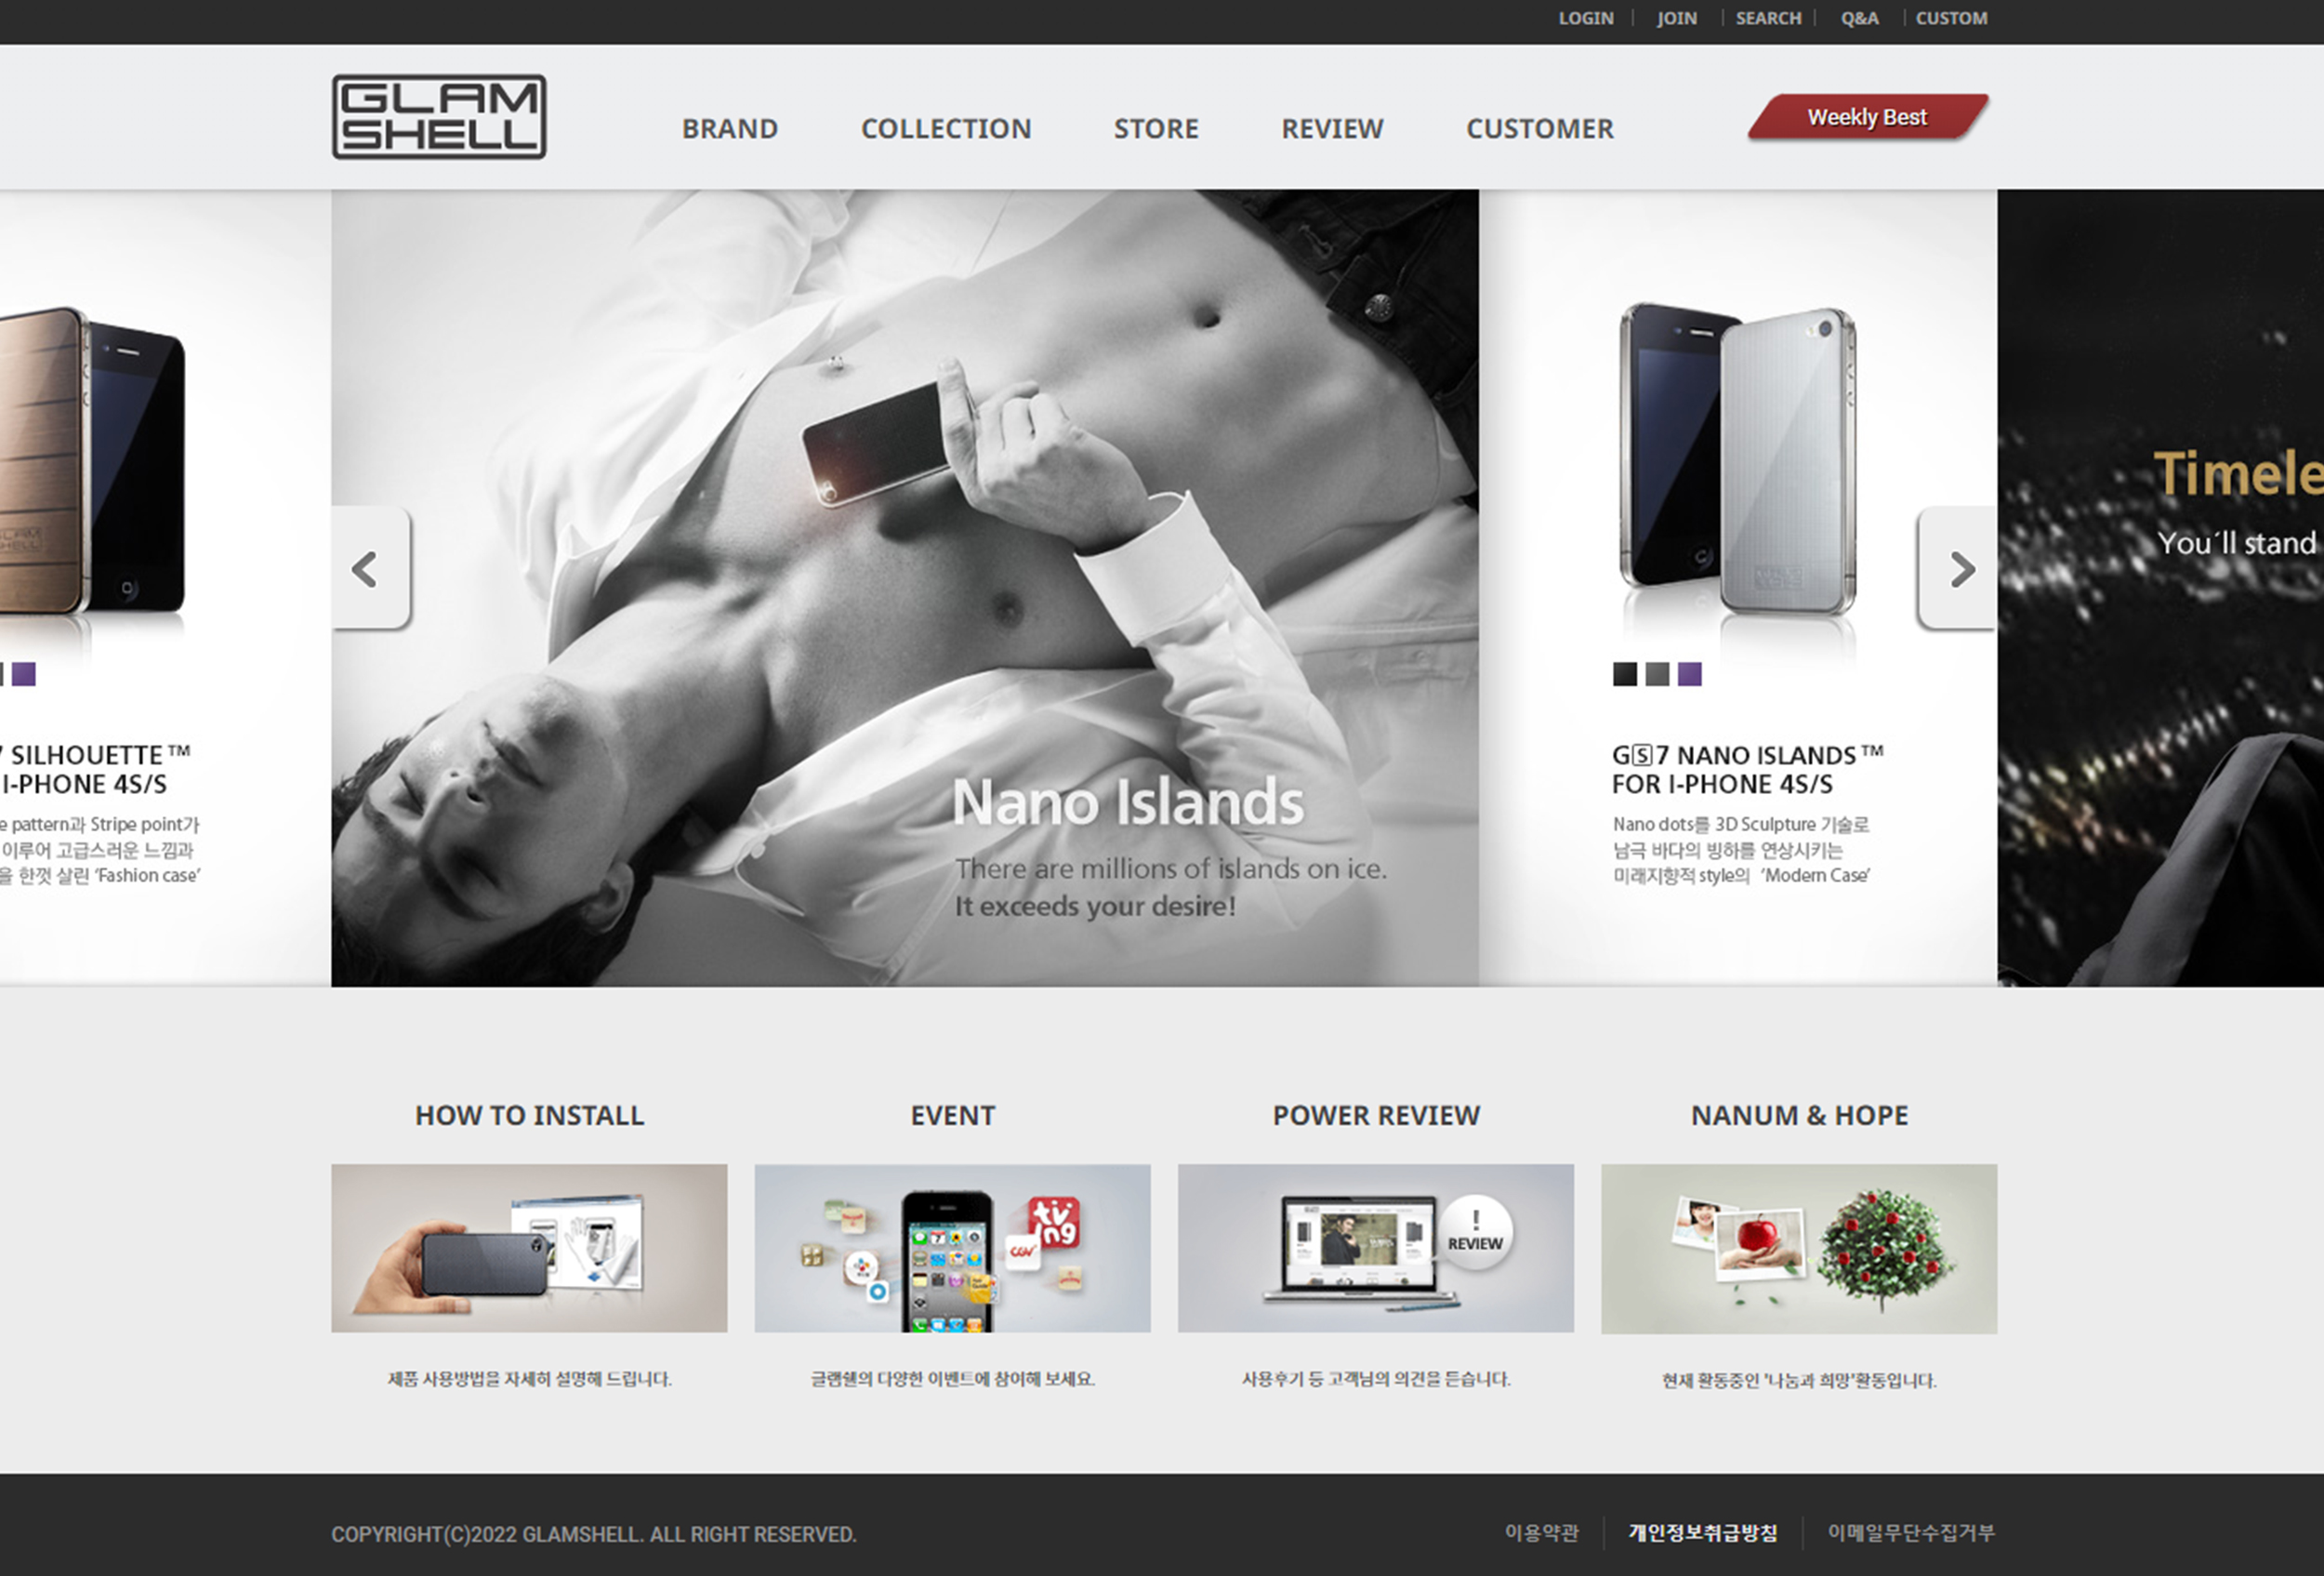 LOGIN JOIN SEARCH Q&A CUSTOM
GLAM
SHELL
BRAND COLLECTION STORE REVIEW CUSTOMER
Weekly Best
7 SILHOUETTE™
I-PHONE 4S/S
e pattern과 Stripe point가
이루어 고급스러운 느낌과
을 한껏 살린 ‘Fashion case’
Nano Islands
There are millions of islands on ice.
It exceeds your desire!
GS7 NANO ISLANDS™
FOR I-PHONE 4S/S
Nano dots를 3D Sculpture 기술로
남극 바다의 빙하를 연상시키는
미래지향적 style의 ‘Modern Case’
Timele
You´ll stand
HOW TO INSTALL
EVENT
POWER REVIEW
NANUM & HOPE
tving
CGV
!
REVIEW
제품 사용방법을 자세히 설명해 드립니다.
글램쉘의 다양한 이벤트에 참여해 보세요.
사용후기 등 고객님의 의견을 듣습니다.
현재 활동중인 '나눔과 희망'활동입니다.
COPYRIGHT(C)2022 GLAMSHELL. ALL RIGHT RESERVED.
이용약관 개인정보취급방침 이메일무단수집거부